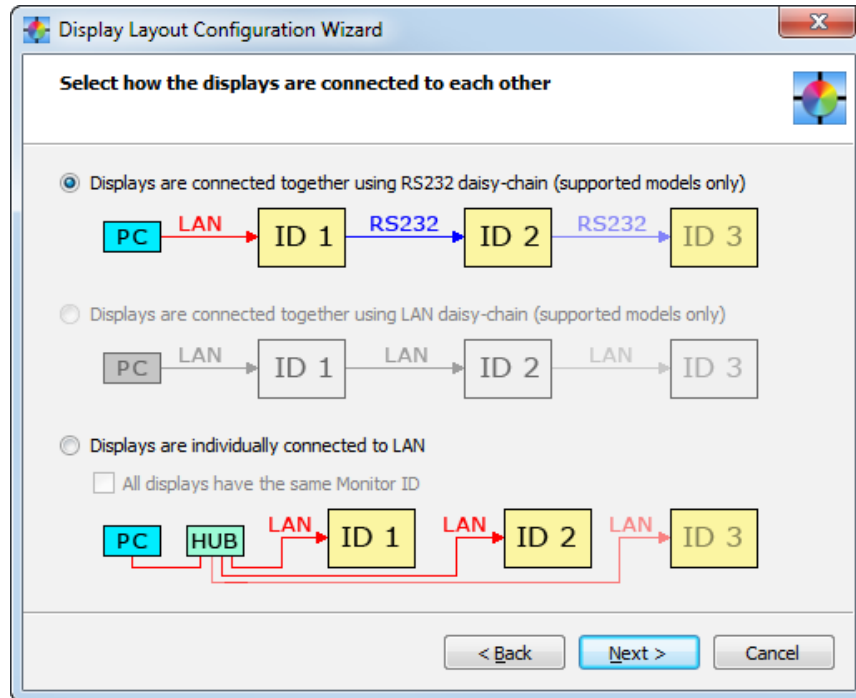 Display Layout Configuration Wizard
Select how the displays are connected to each other
Displays are connected together using RS232 daisy-chain (supported models only)
PC LAN ID 1 RS232 ID 2 RS232 ID 3
Displays are connected together using LAN daisy-chain (supported models only)
PC LAN ID 1 LAN ID 2 LAN ID 3
Displays are individually connected to LAN
All displays have the same Monitor ID
PC HUB LAN ID 1 LAN ID 2 LAN ID 3
< Back Next > Cancel